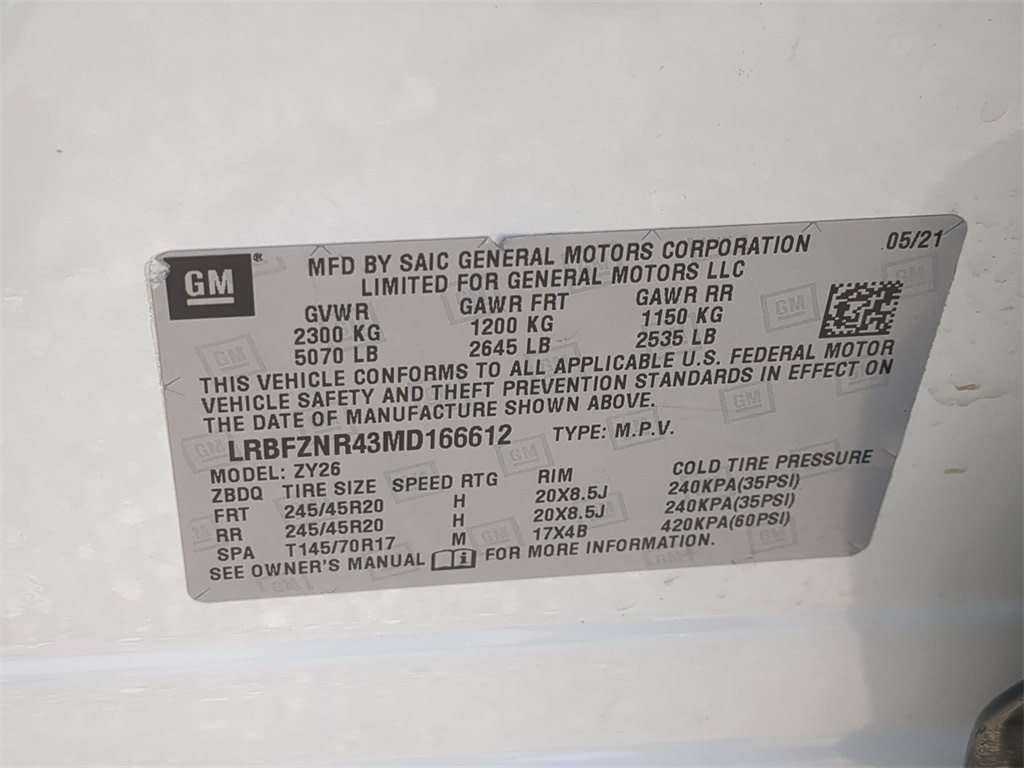 GM ® MFD BY SAIC GENERAL MOTORS CORPORATION 05/21
LIMITED FOR GENERAL MOTORS LLC
GVWR GAWR FRT GAWR RR
2300 KG 1200 KG 1150 KG
5070 LB 2645 LB 2535 LB
THIS VEHICLE CONFORMS TO ALL APPLICABLE U.S. FEDERAL MOTOR
VEHICLE SAFETY AND THEFT PREVENTION STANDARDS IN EFFECT ON
THE DATE OF MANUFACTURE SHOWN ABOVE.
LRBFZNR43MD166612 TYPE: M.P.V.
MODEL: ZY26
ZBDQ TIRE SIZE SPEED RTG RIM COLD TIRE PRESSURE
FRT 245/45R20 H 20X8.5J 240KPA(35PSI)
RR 245/45R20 H 20X8.5J 240KPA(35PSI)
SPA T145/70R17 M 17X4B 420KPA(60PSI)
SEE OWNER'S MANUAL FOR MORE INFORMATION.